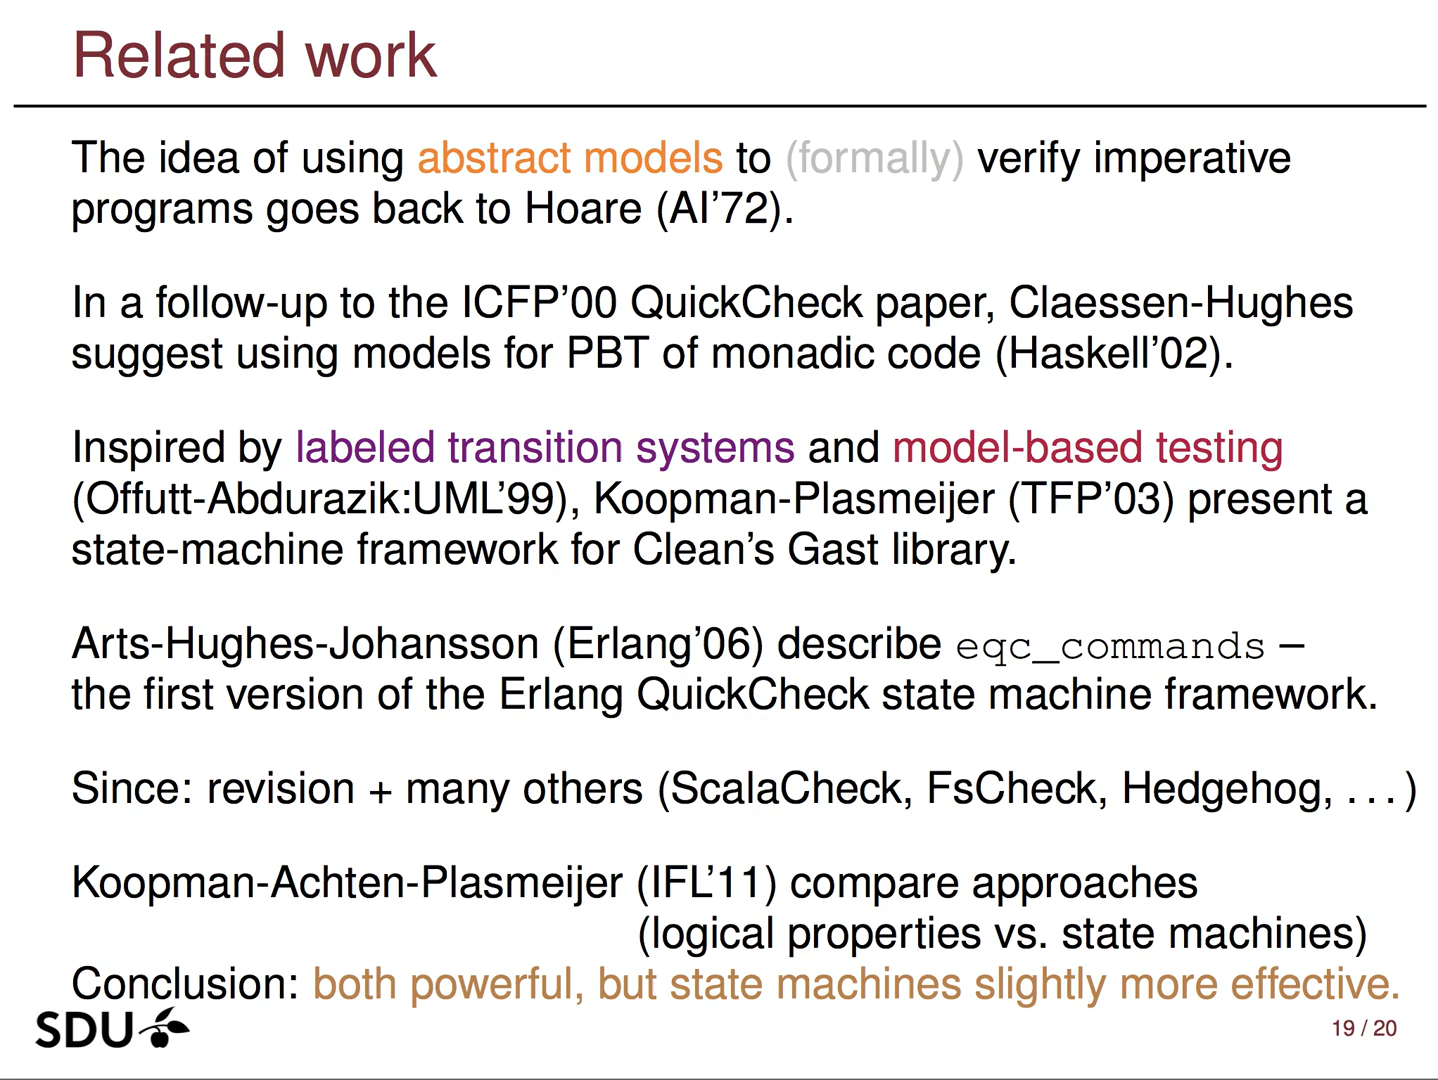 Related work
The idea of using abstract models to (formally) verify imperative
programs goes back to Hoare (AI’72).
In a follow-up to the ICFP’00 QuickCheck paper, Claessen-Hughes
suggest using models for PBT of monadic code (Haskell’02).
Inspired by labeled transition systems and model-based testing
(Offutt-Abdurazik:UML’99), Koopman-Plasmeijer (TFP’03) present a
state-machine framework for Clean’s Gast library.
Arts-Hughes-Johansson (Erlang’06) describe eqc_commands –
the first version of the Erlang QuickCheck state machine framework.
Since: revision + many others (ScalaCheck, FsCheck, Hedgehog, . . . )
Koopman-Achten-Plasmeijer (IFL’11) compare approaches
(logical properties vs. state machines)
Conclusion: both powerful, but state machines slightly more effective.
SDU
19 / 20